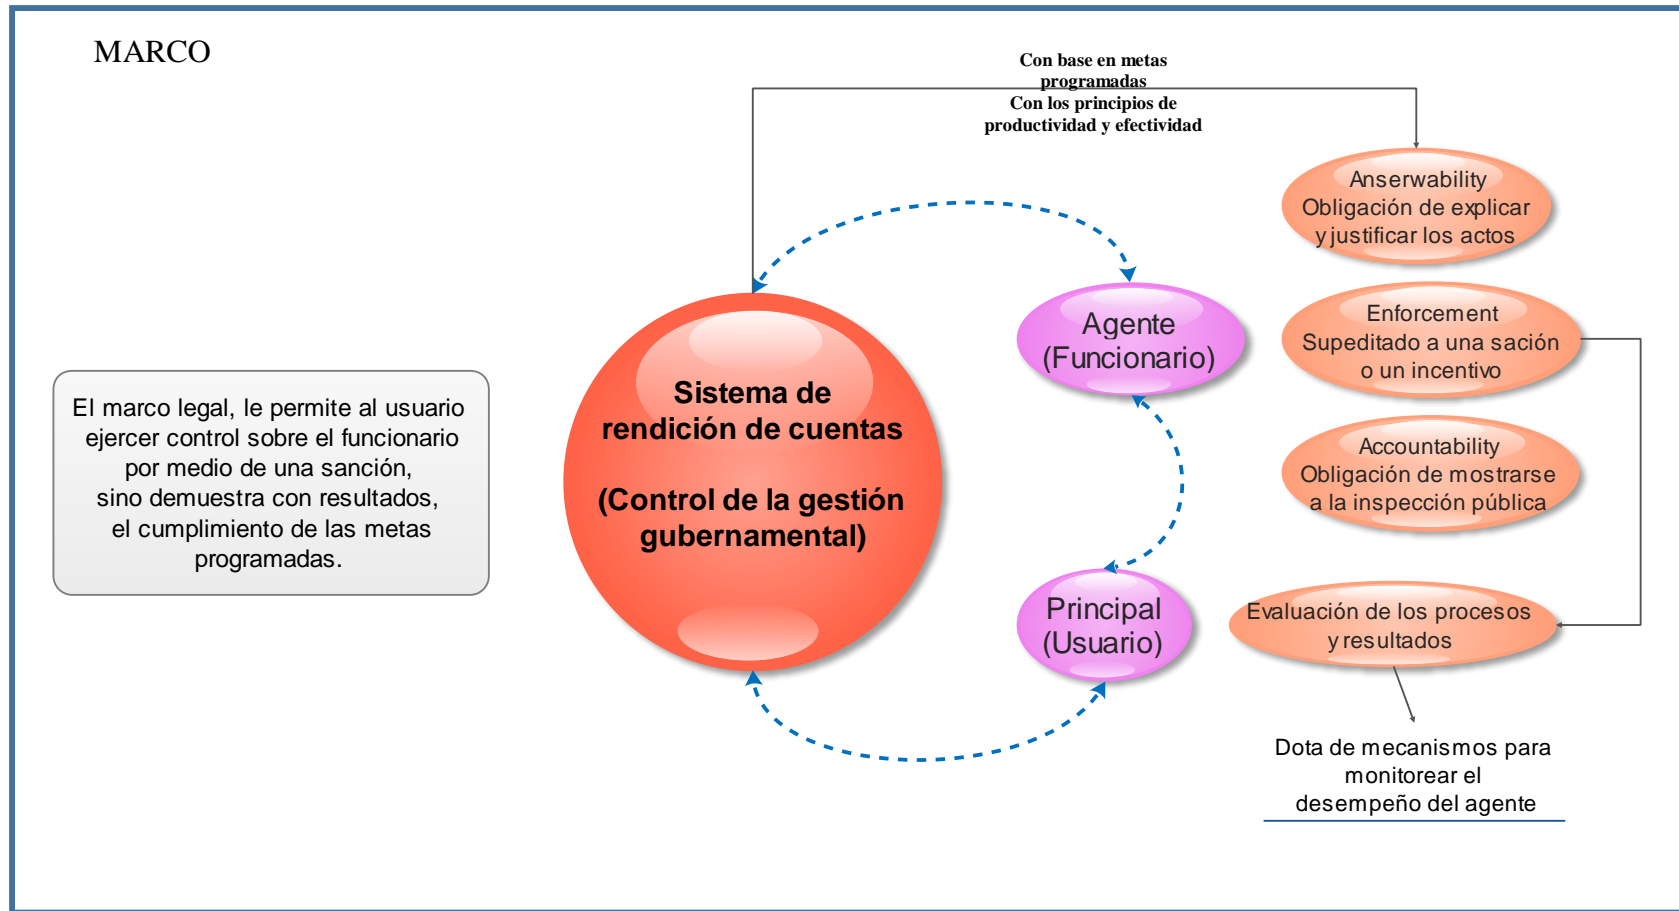 MARCO
Con base en metas
programadas
Con los principios de
productividad y efectividad
Anserwability
Obligación de explicar
y justificar los actos
Agente
(Funcionario)
Enforcement
Supeditado a una sación
o un incentivo
El marco legal, le permite al usuario
ejercer control sobre el funcionario
por medio de una sanción,
sino demuestra con resultados,
el cumplimiento de las metas
programadas.
Sistema de
rendición de cuentas
(Control de la gestión
gubernamental)
Accountability
Obligación de mostrarse
a la inspección pública
Principal
(Usuario)
Evaluación de los procesos
y resultados
Dota de mecanismos para
monitorear el
desempeño del agente